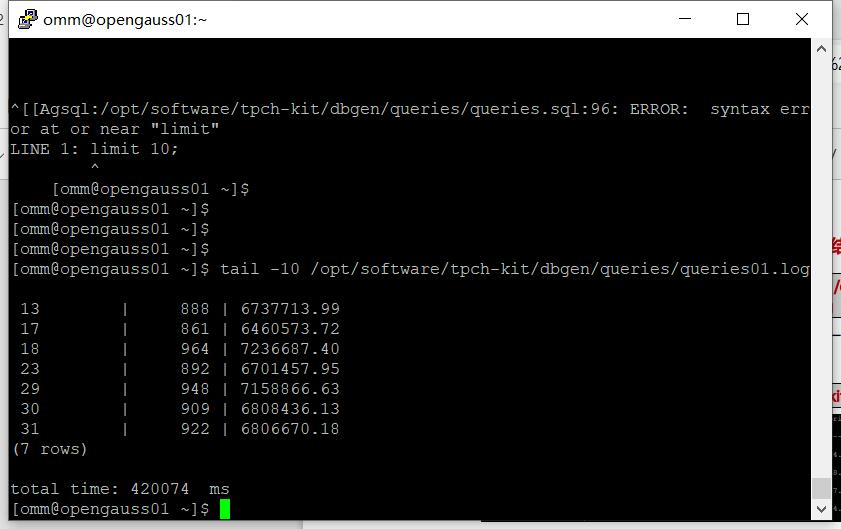 omm@opengauss01:~
^[[Agsql:/opt/software/tpch-kit/dbgen/queries/queries.sql:96: ERROR:  syntax err
or at or near "limit"
LINE 1: limit 10;
        ^
    [omm@opengauss01 ~]$
[omm@opengauss01 ~]$
[omm@opengauss01 ~]$
[omm@opengauss01 ~]$
[omm@opengauss01 ~]$ tail -10 /opt/software/tpch-kit/dbgen/queries/queries01.log
 13        |     888 | 6737713.99
 17        |     861 | 6460573.72
 18        |     964 | 7236687.40
 23        |     892 | 6701457.95
 29        |     948 | 7158866.63
 30        |     909 | 6808436.13
 31        |     922 | 6806670.18
(7 rows)
total time: 420074  ms
[omm@opengauss01 ~]$